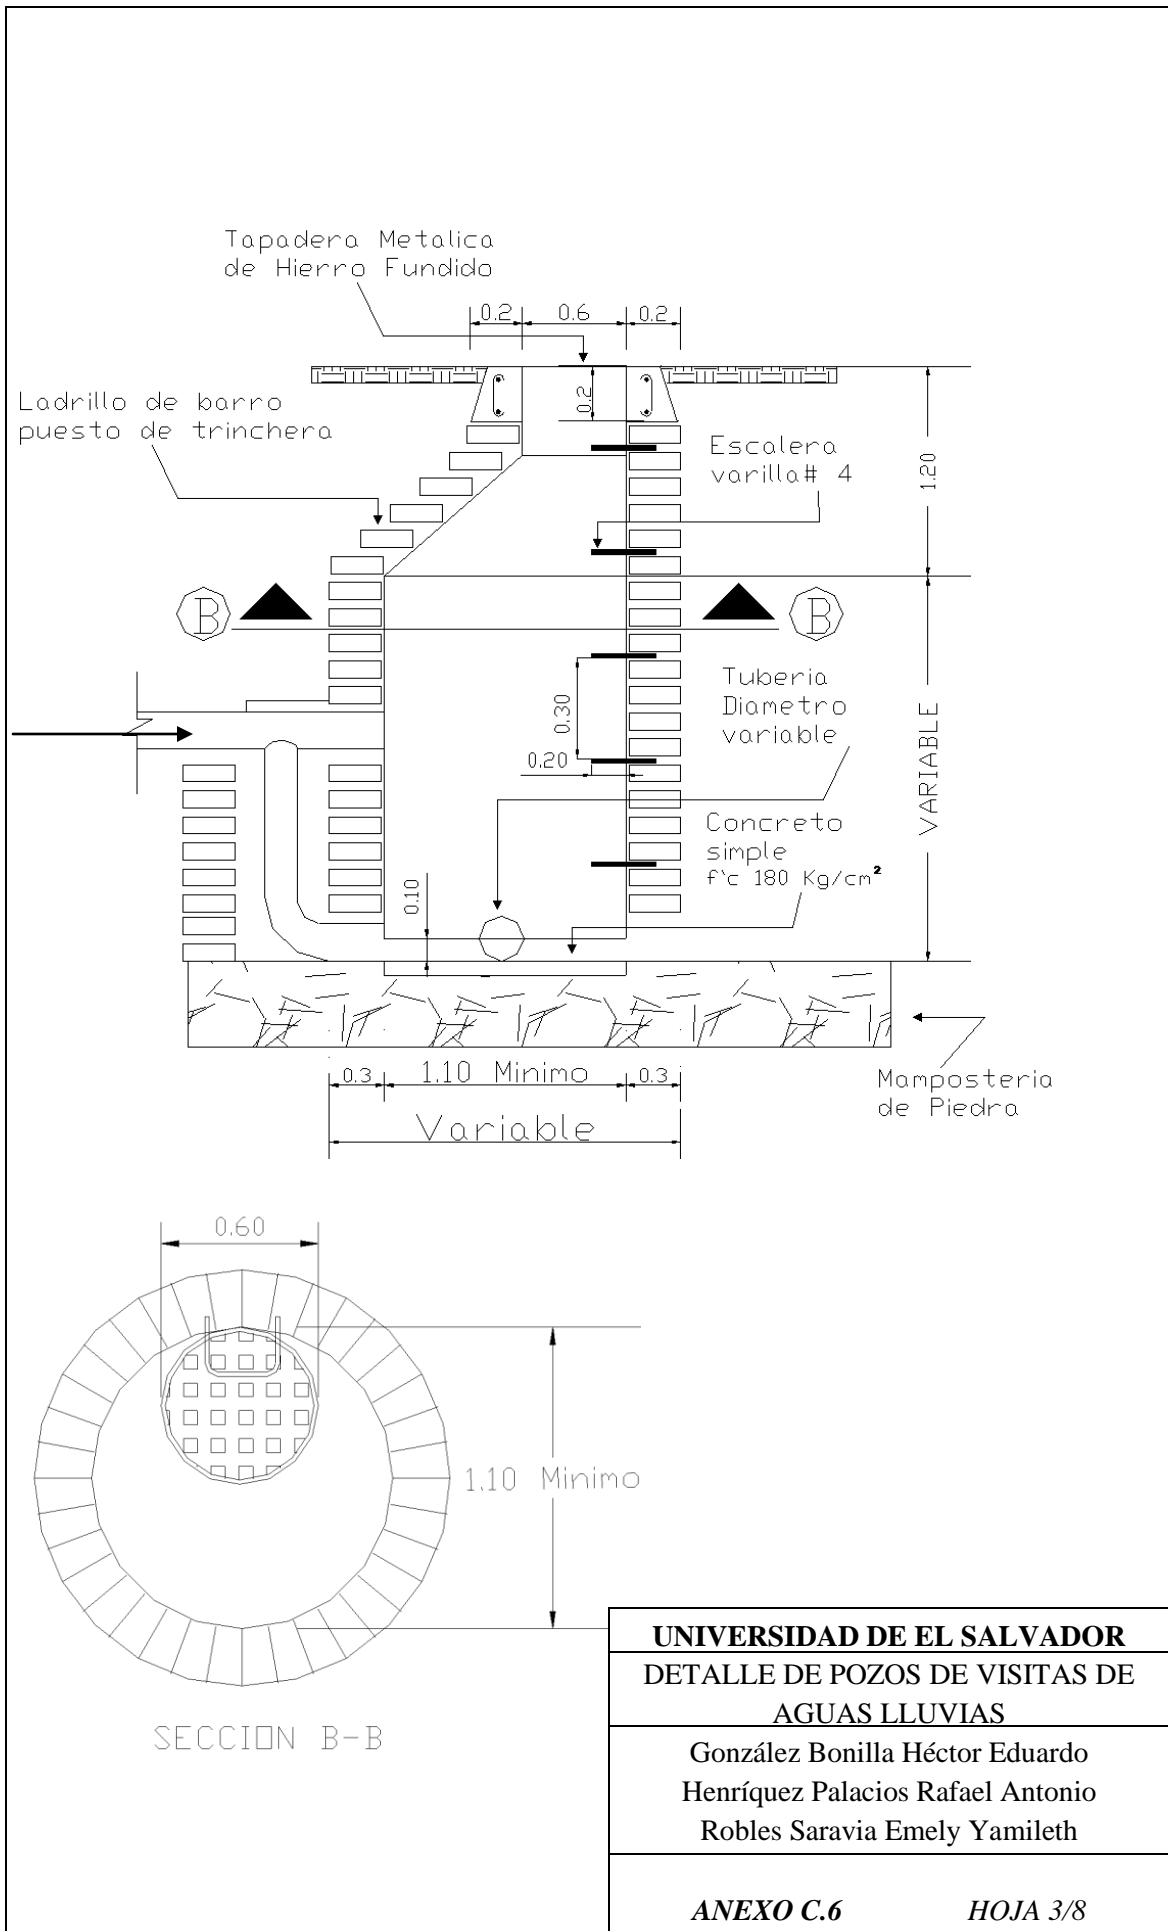 Tapadera Metalica
de Hierro Fundido
0.2
0.6
0.2
0.2
Ladrillo de barro
puesto de trinchera
Escalera
varilla# 4
1.20
B
B
Tuberia
Diametro
variable
0.30
0.20
VARIABLE
Concreto
simple
f'c 180 Kg/cm²
0.10
0.3
1.10 Minimo
0.3
Variable
Mamposteria
de Piedra
0.60
1.10 Minimo
SECCION B-B
UNIVERSIDAD DE EL SALVADOR
DETALLE DE POZOS DE VISITAS DE
AGUAS LLUVIAS
González Bonilla Héctor Eduardo
Henríquez Palacios Rafael Antonio
Robles Saravia Emely Yamileth
ANEXO C.6 HOJA 3/8